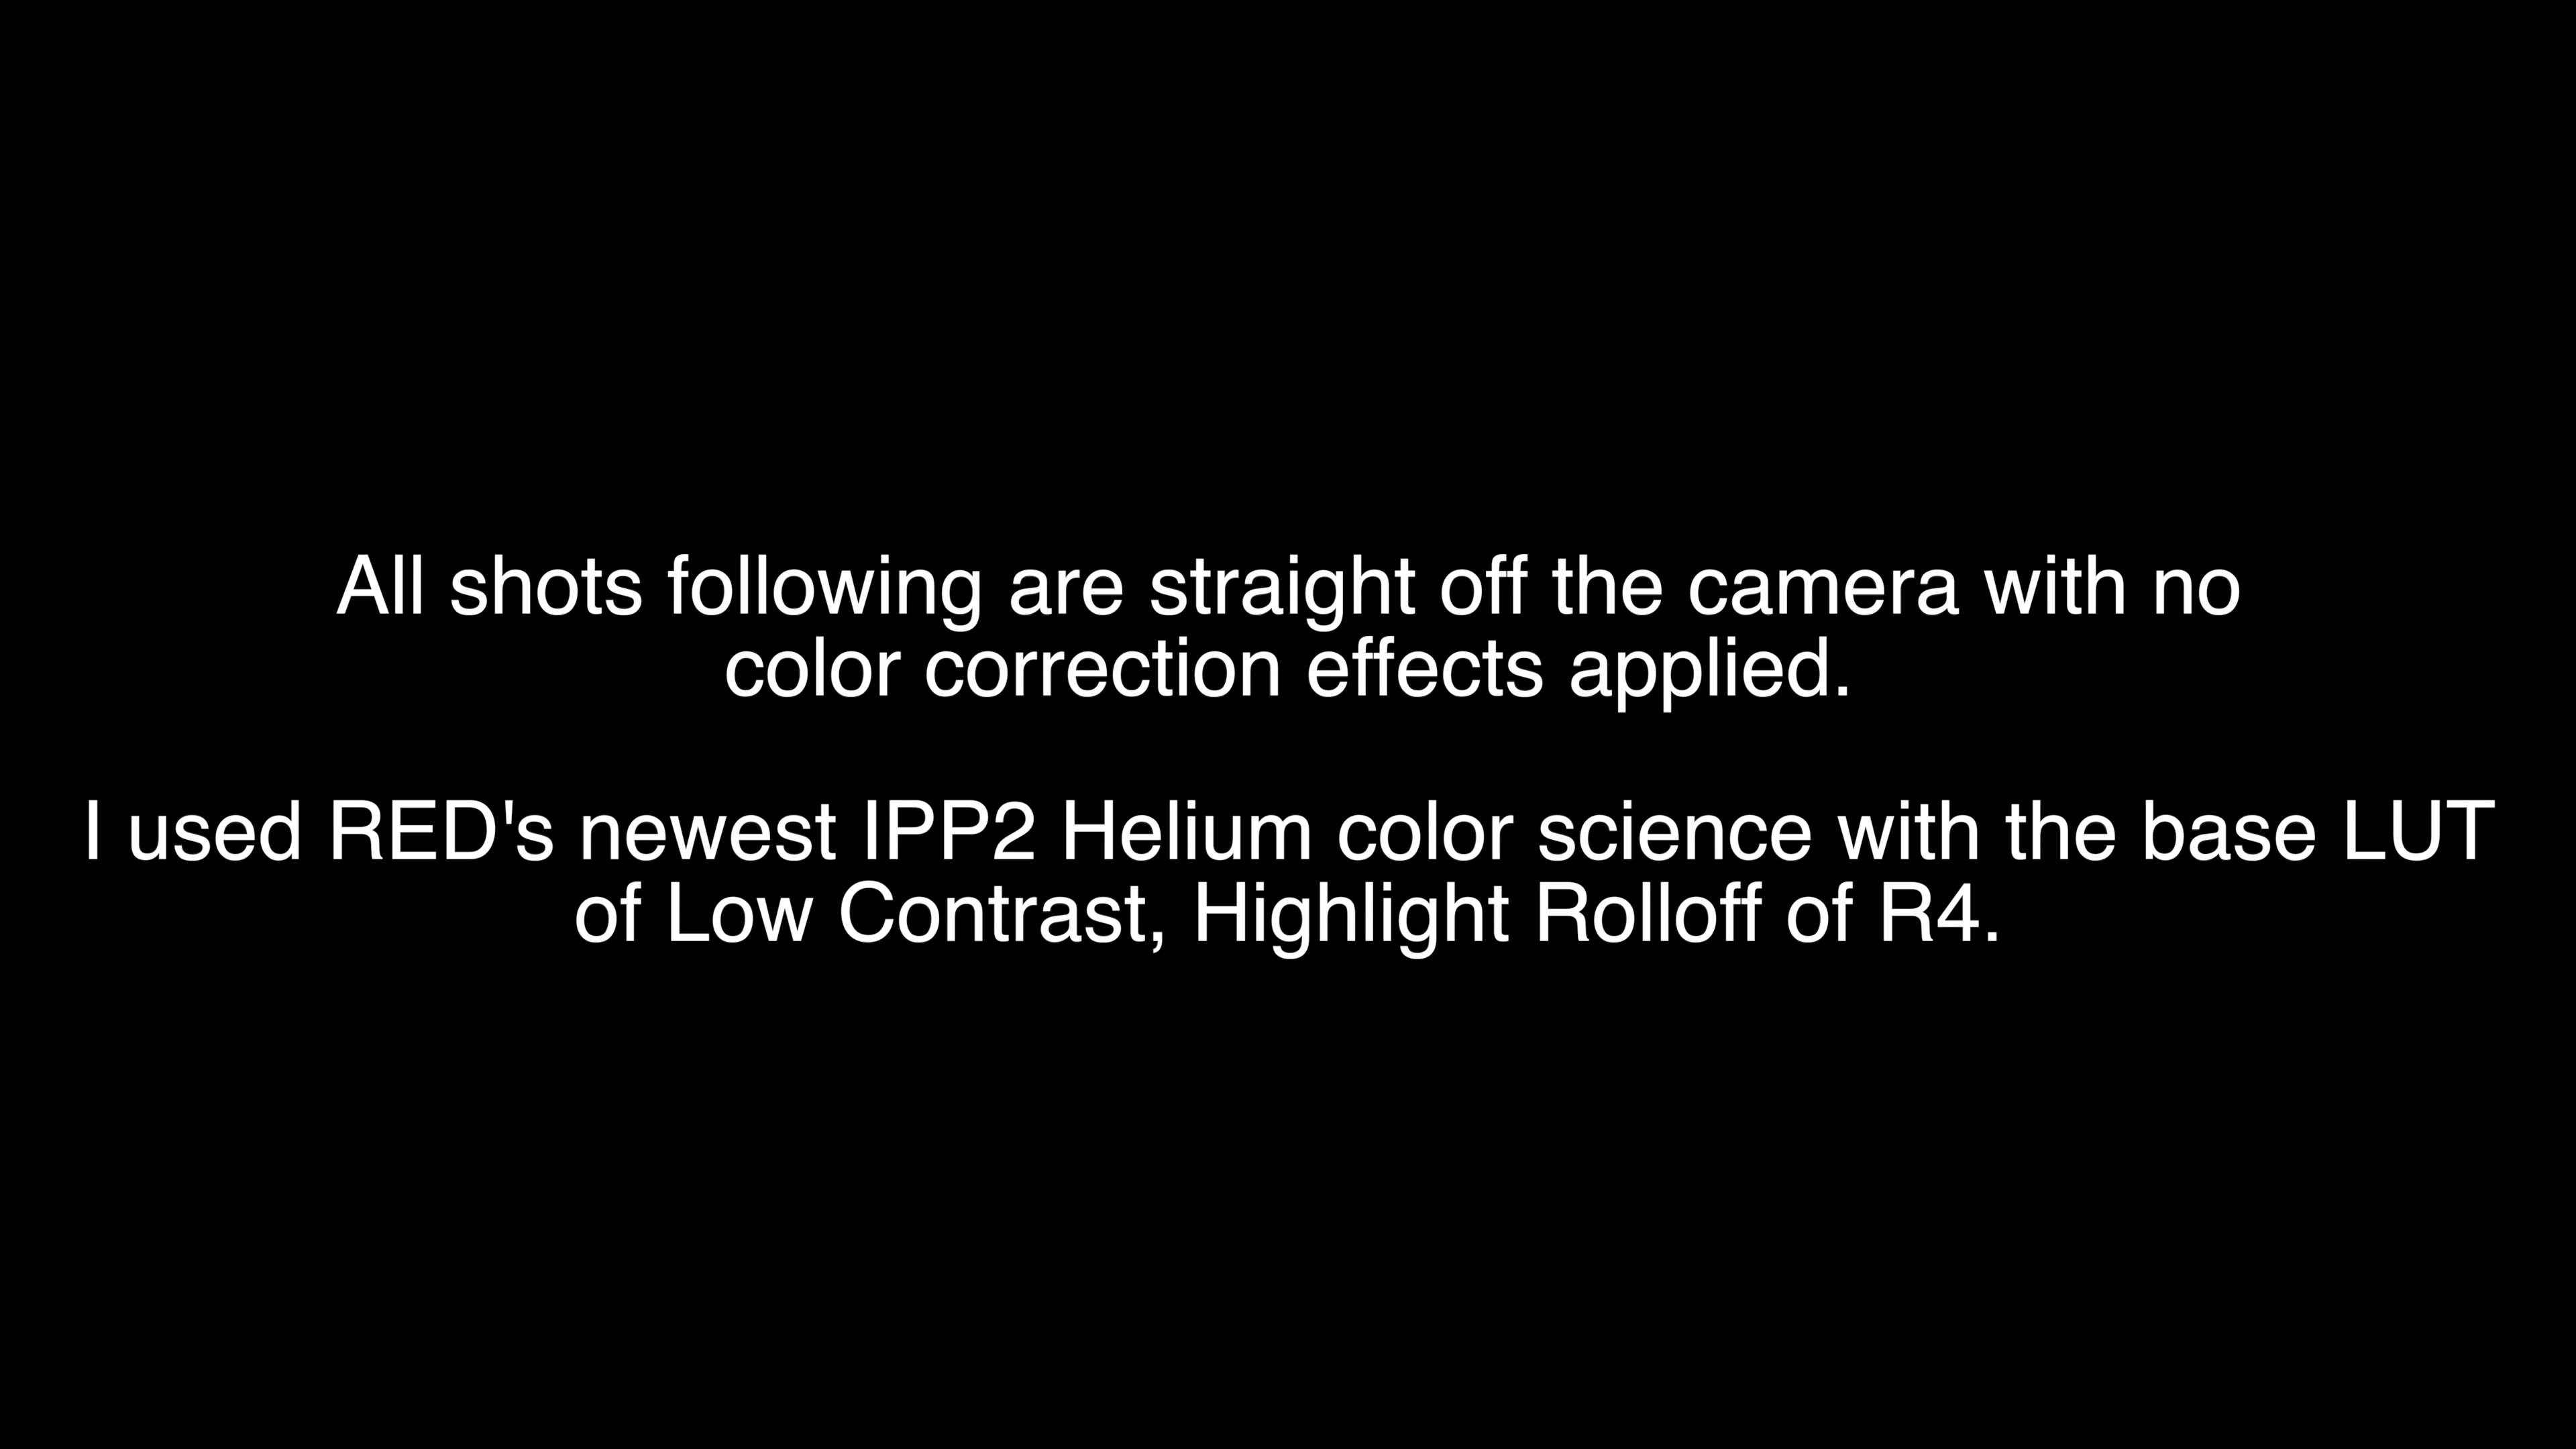 All shots following are straight off the camera with no
color correction effects applied.
I used RED's newest IPP2 Helium color science with the base LUT
of Low Contrast, Highlight Rolloff of R4.